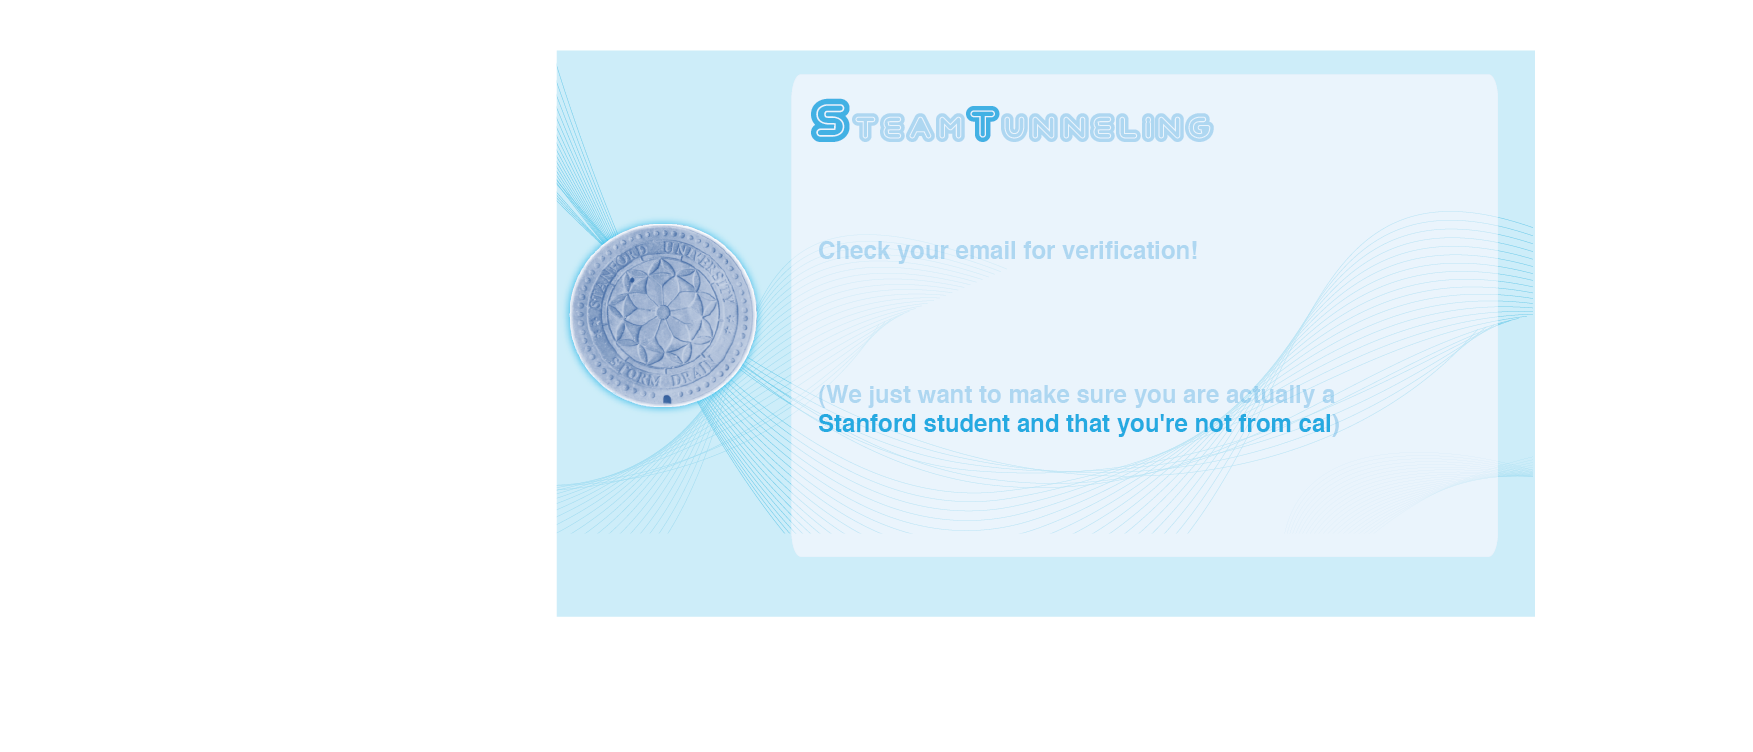 SteamTunneling
Check your email for verification!
STANFORD UNIVERSITY
STORM DRAIN
(We just want to make sure you are actually a
Stanford student and that you're not from cal)